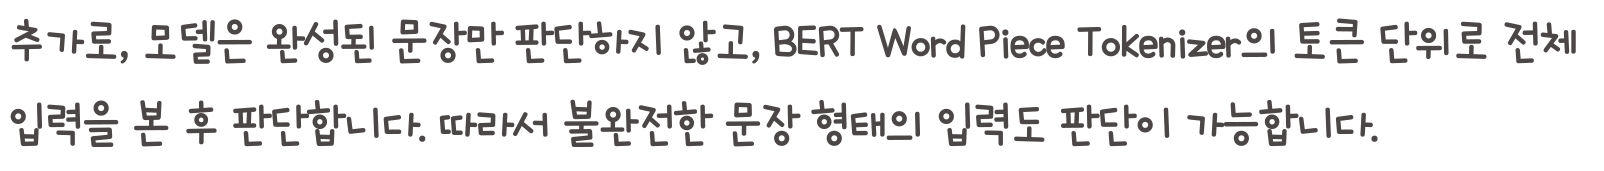 추가로, 모델은 완성된 문장만 판단하지 않고, BERT Word Piece Tokenizer의 토큰 단위로 전체
입력을 본 후 판단합니다. 따라서 불완전한 문장 형태의 입력도 판단이 가능합니다.